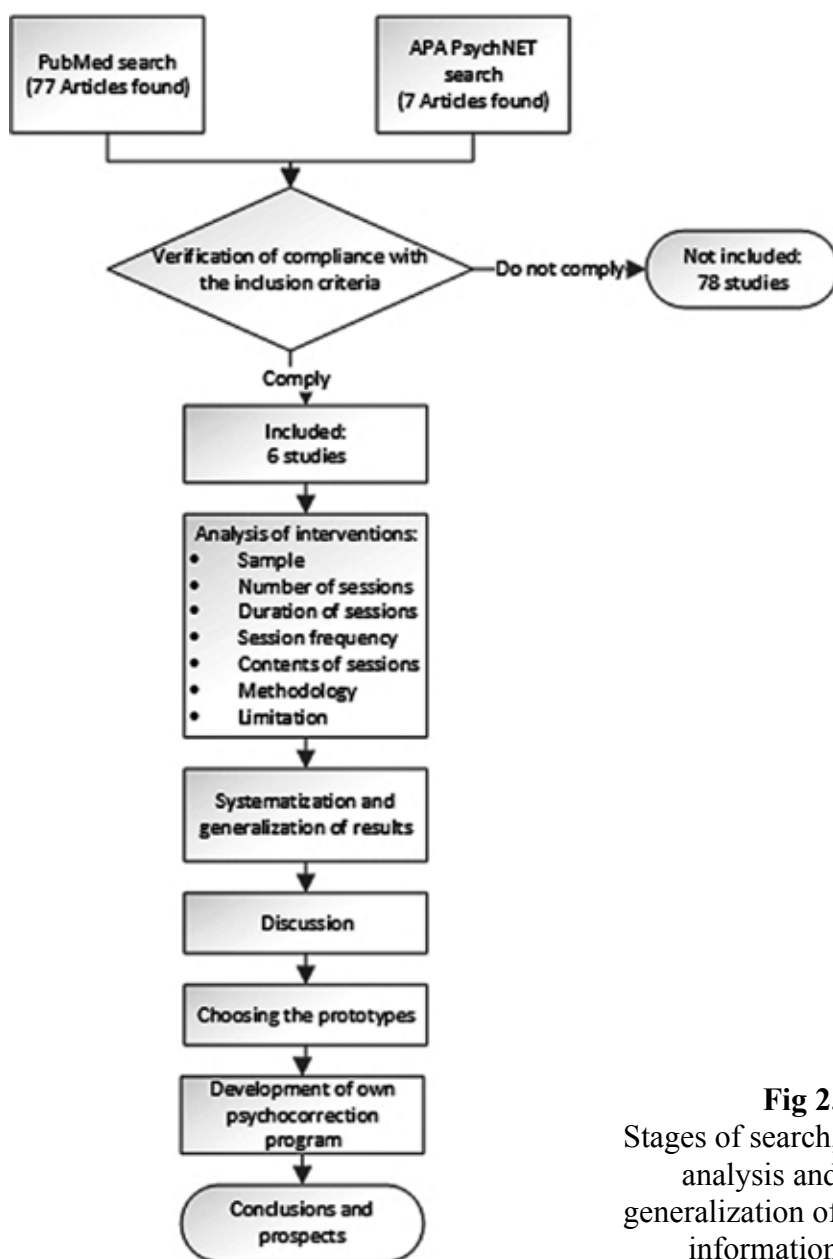 PubMed search
(77 Articles found)
APA PsychNET
search
(7 Articles found)
Verification of compliance with
the inclusion criteria
Do not comply
Not included:
78 studies
Comply
Included:
6 studies
Analysis of interventions:
• Sample
• Number of sessions
• Duration of sessions
• Session frequency
• Contents of sessions
• Methodology
• Limitation
Systematization and
generalization of results
Discussion
Choosing the prototypes
Development of own
psychocorrection
program
Conclusions and
prospects
Fig 2.
Stages of search,
analysis and
generalization of
information